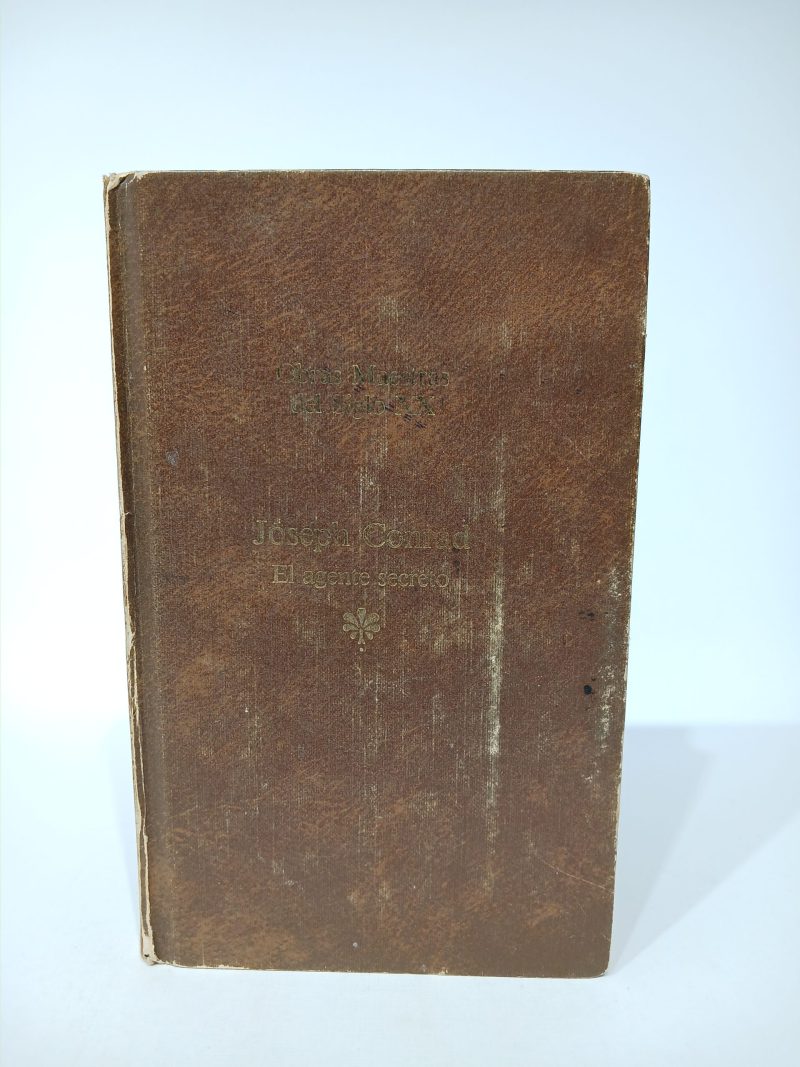 Obras Maestras
del Siglo XX
Joseph Conrad
El agente secreto